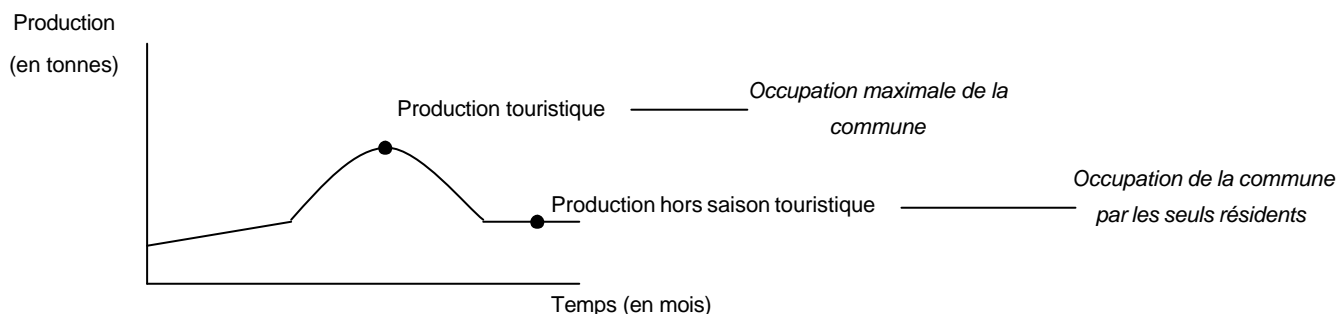 Production
(en tonnes)
Production touristique
Occupation maximale de la
commune
Production hors saison touristique
Occupation de la commune
par les seuls résidents
Temps (en mois)